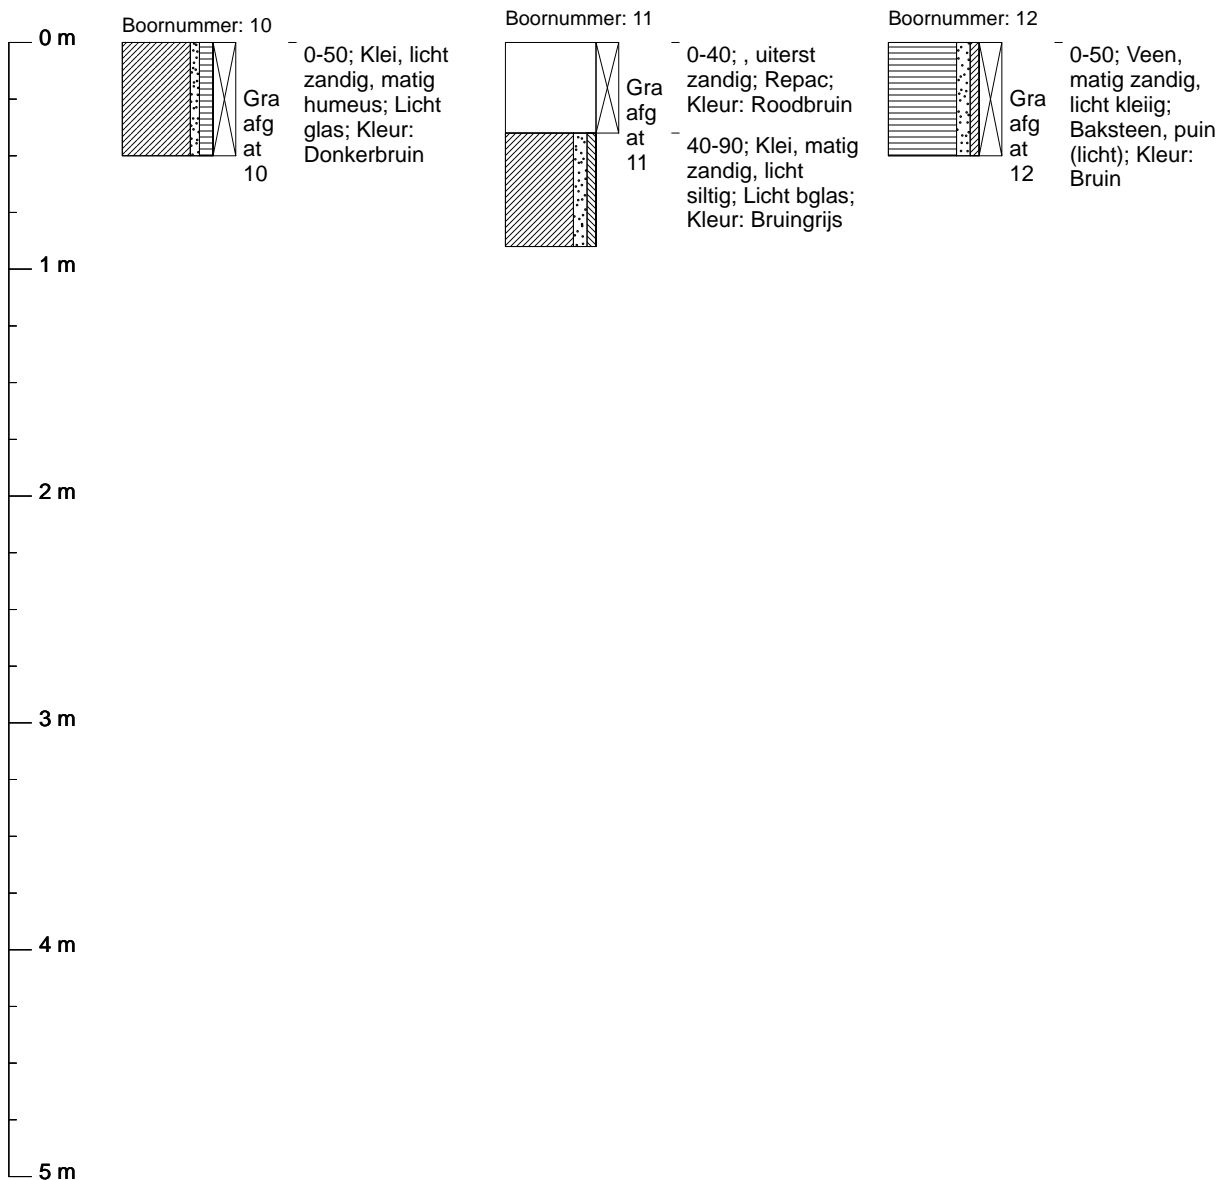 Boornummer: 10
0-50; Klei, licht
zandig, matig
humeus; Licht
glas; Kleur:
Donkerbruin
Gra
afg
at
10
Boornummer: 11
0-40; , uiterst
zandig; Repac;
Kleur: Roodbruin
40-90; Klei, matig
zandig, licht
siltig; Licht bglas;
Kleur: Bruingrijs
Gra
afg
at
11
Boornummer: 12
0-50; Veen,
matig zandig,
licht kleiig;
Baksteen, puin
(licht); Kleur:
Bruin
Gra
afg
at
12
0 m
1 m
2 m
3 m
4 m
5 m